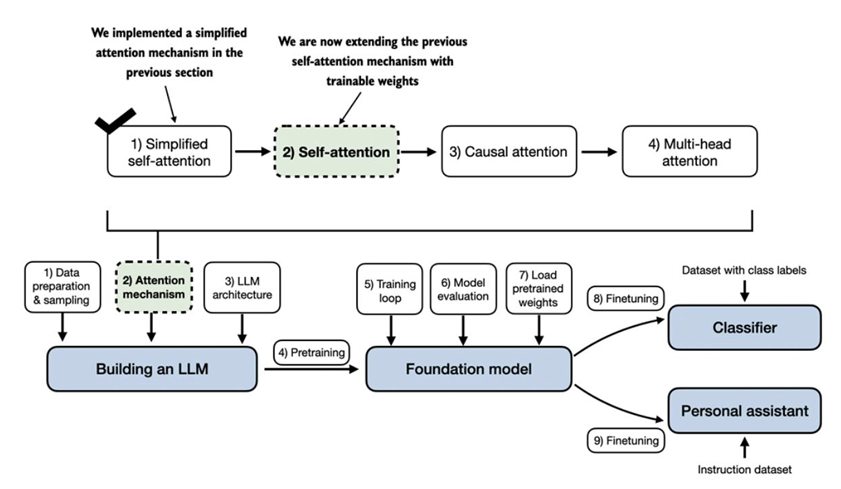 We implemented a simplified
attention mechanism in the
previous section
We are now extending the previous
self-attention mechanism with
trainable weights
1) Simplified
self-attention
2) Self-attention
3) Causal attention
4) Multi-head
attention
1) Data
preparation
& sampling
2) Attention
mechanism
3) LLM
architecture
5) Training
loop
6) Model
evaluation
7) Load
pretrained
weights
8) Finetuning
Dataset with class labels
Classifier
Building an LLM
4) Pretraining
Foundation model
Personal assistant
9) Finetuning
Instruction dataset